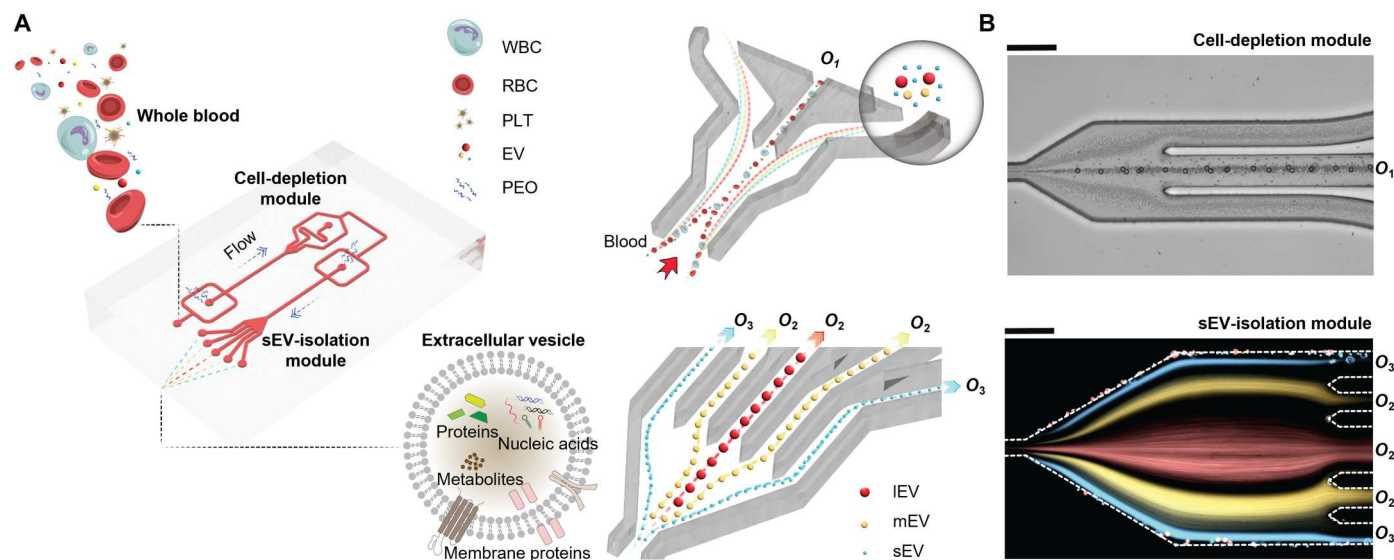 A
Whole blood
WBC
RBC
PLT
EV
PEO
Cell-depletion
module
Flow
sEV-isolation
module
Extracellular vesicle
Proteins
Nucleic acids
Metabolites
Membrane proteins
O1
Blood
O3
O2
O2
O2
O3
lEV
mEV
sEV
B
Cell-depletion module
O1
sEV-isolation module
O3
O2
O2
O2
O3